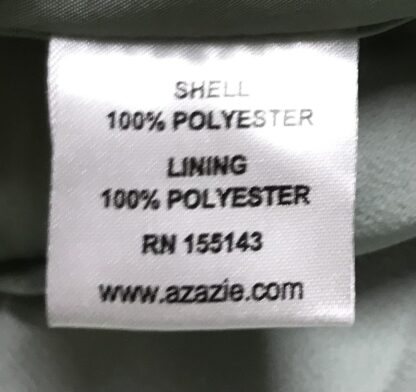 SHELL
100% POLYESTER
LINING
100% POLYESTER
RN 155143
www.azazie.com